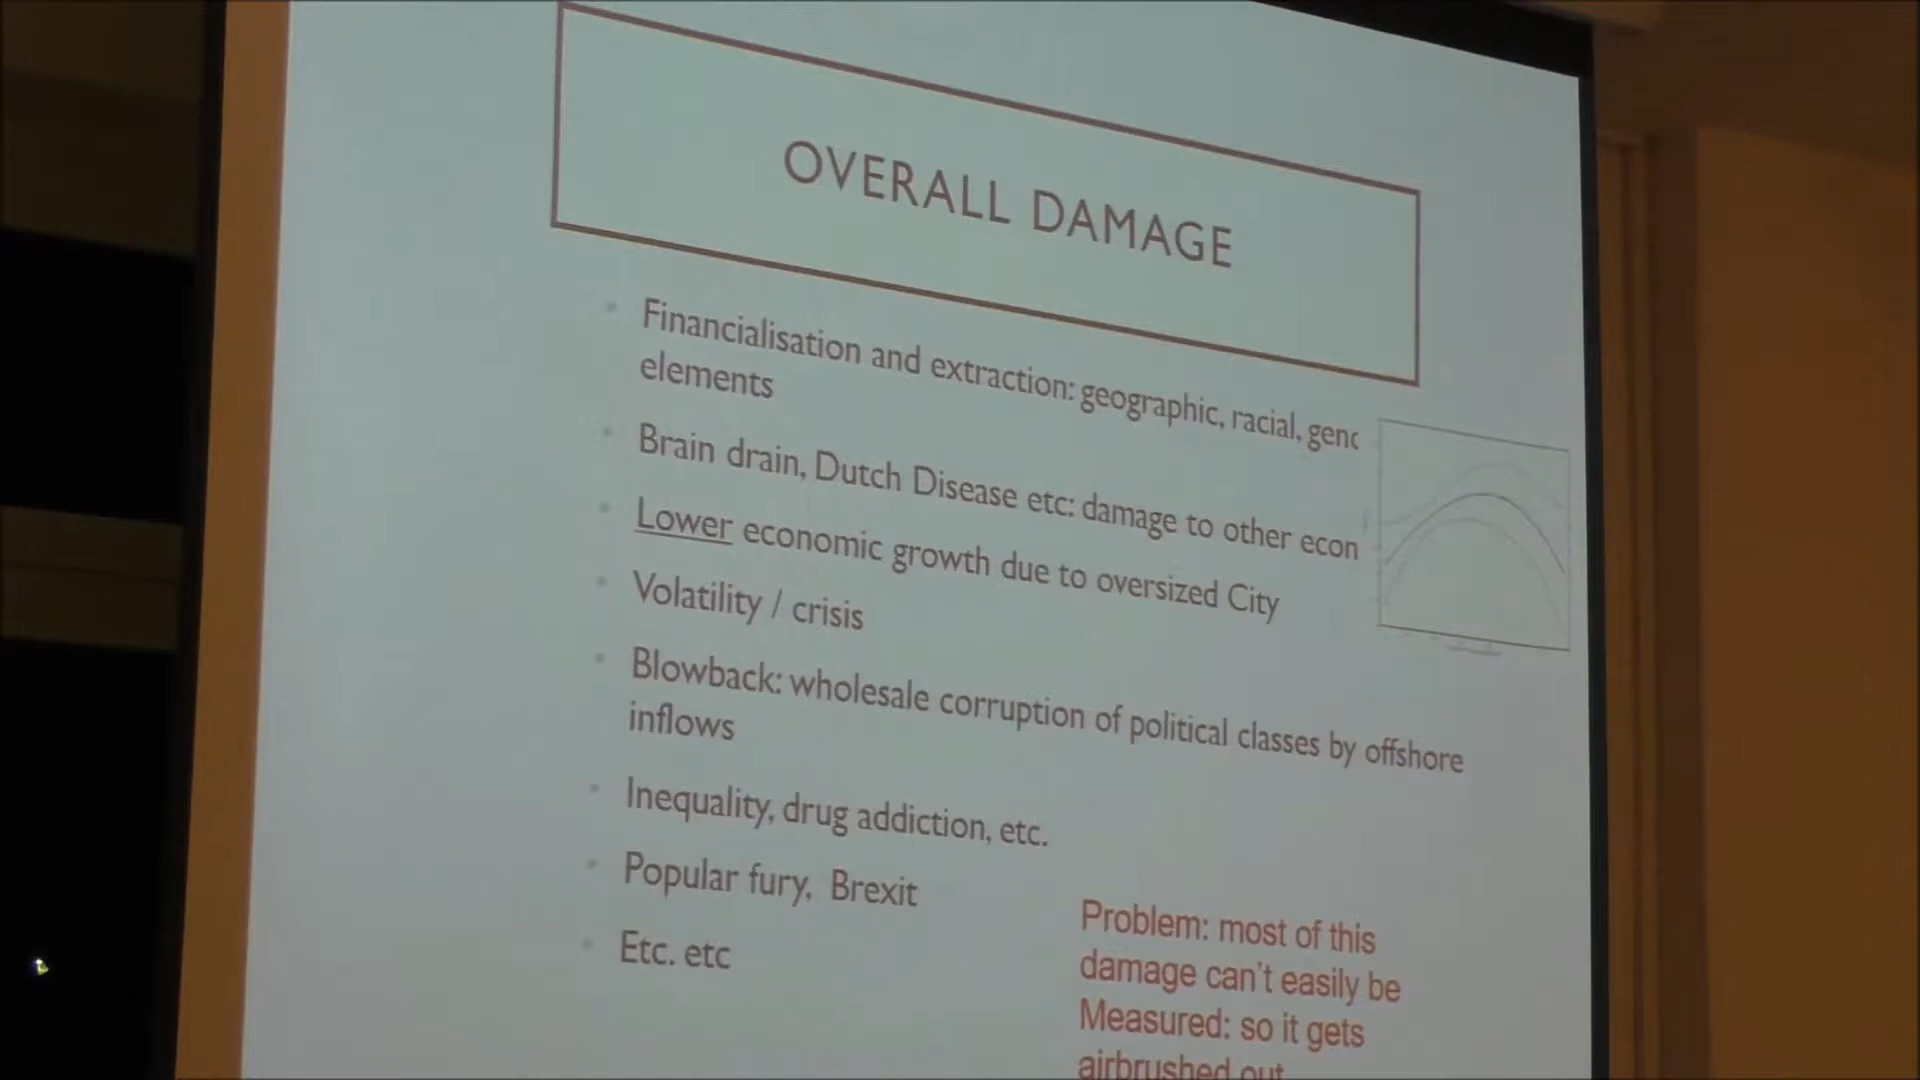 OVERALL DAMAGE
Financialisation and extraction: geographic, racial,
elements
Brain drain, Dutch Disease etc: damage to other econ
Lower economic growth due to oversized City
Volatility / crisis
Blowback: wholesale corruption of political classes by offshore
inflows
Inequality, drug addiction, etc.
Popular fury, Brexit
Etc. etc
Problem: most of this
damage can't easily be
Measured: so it gets
airbrushed out